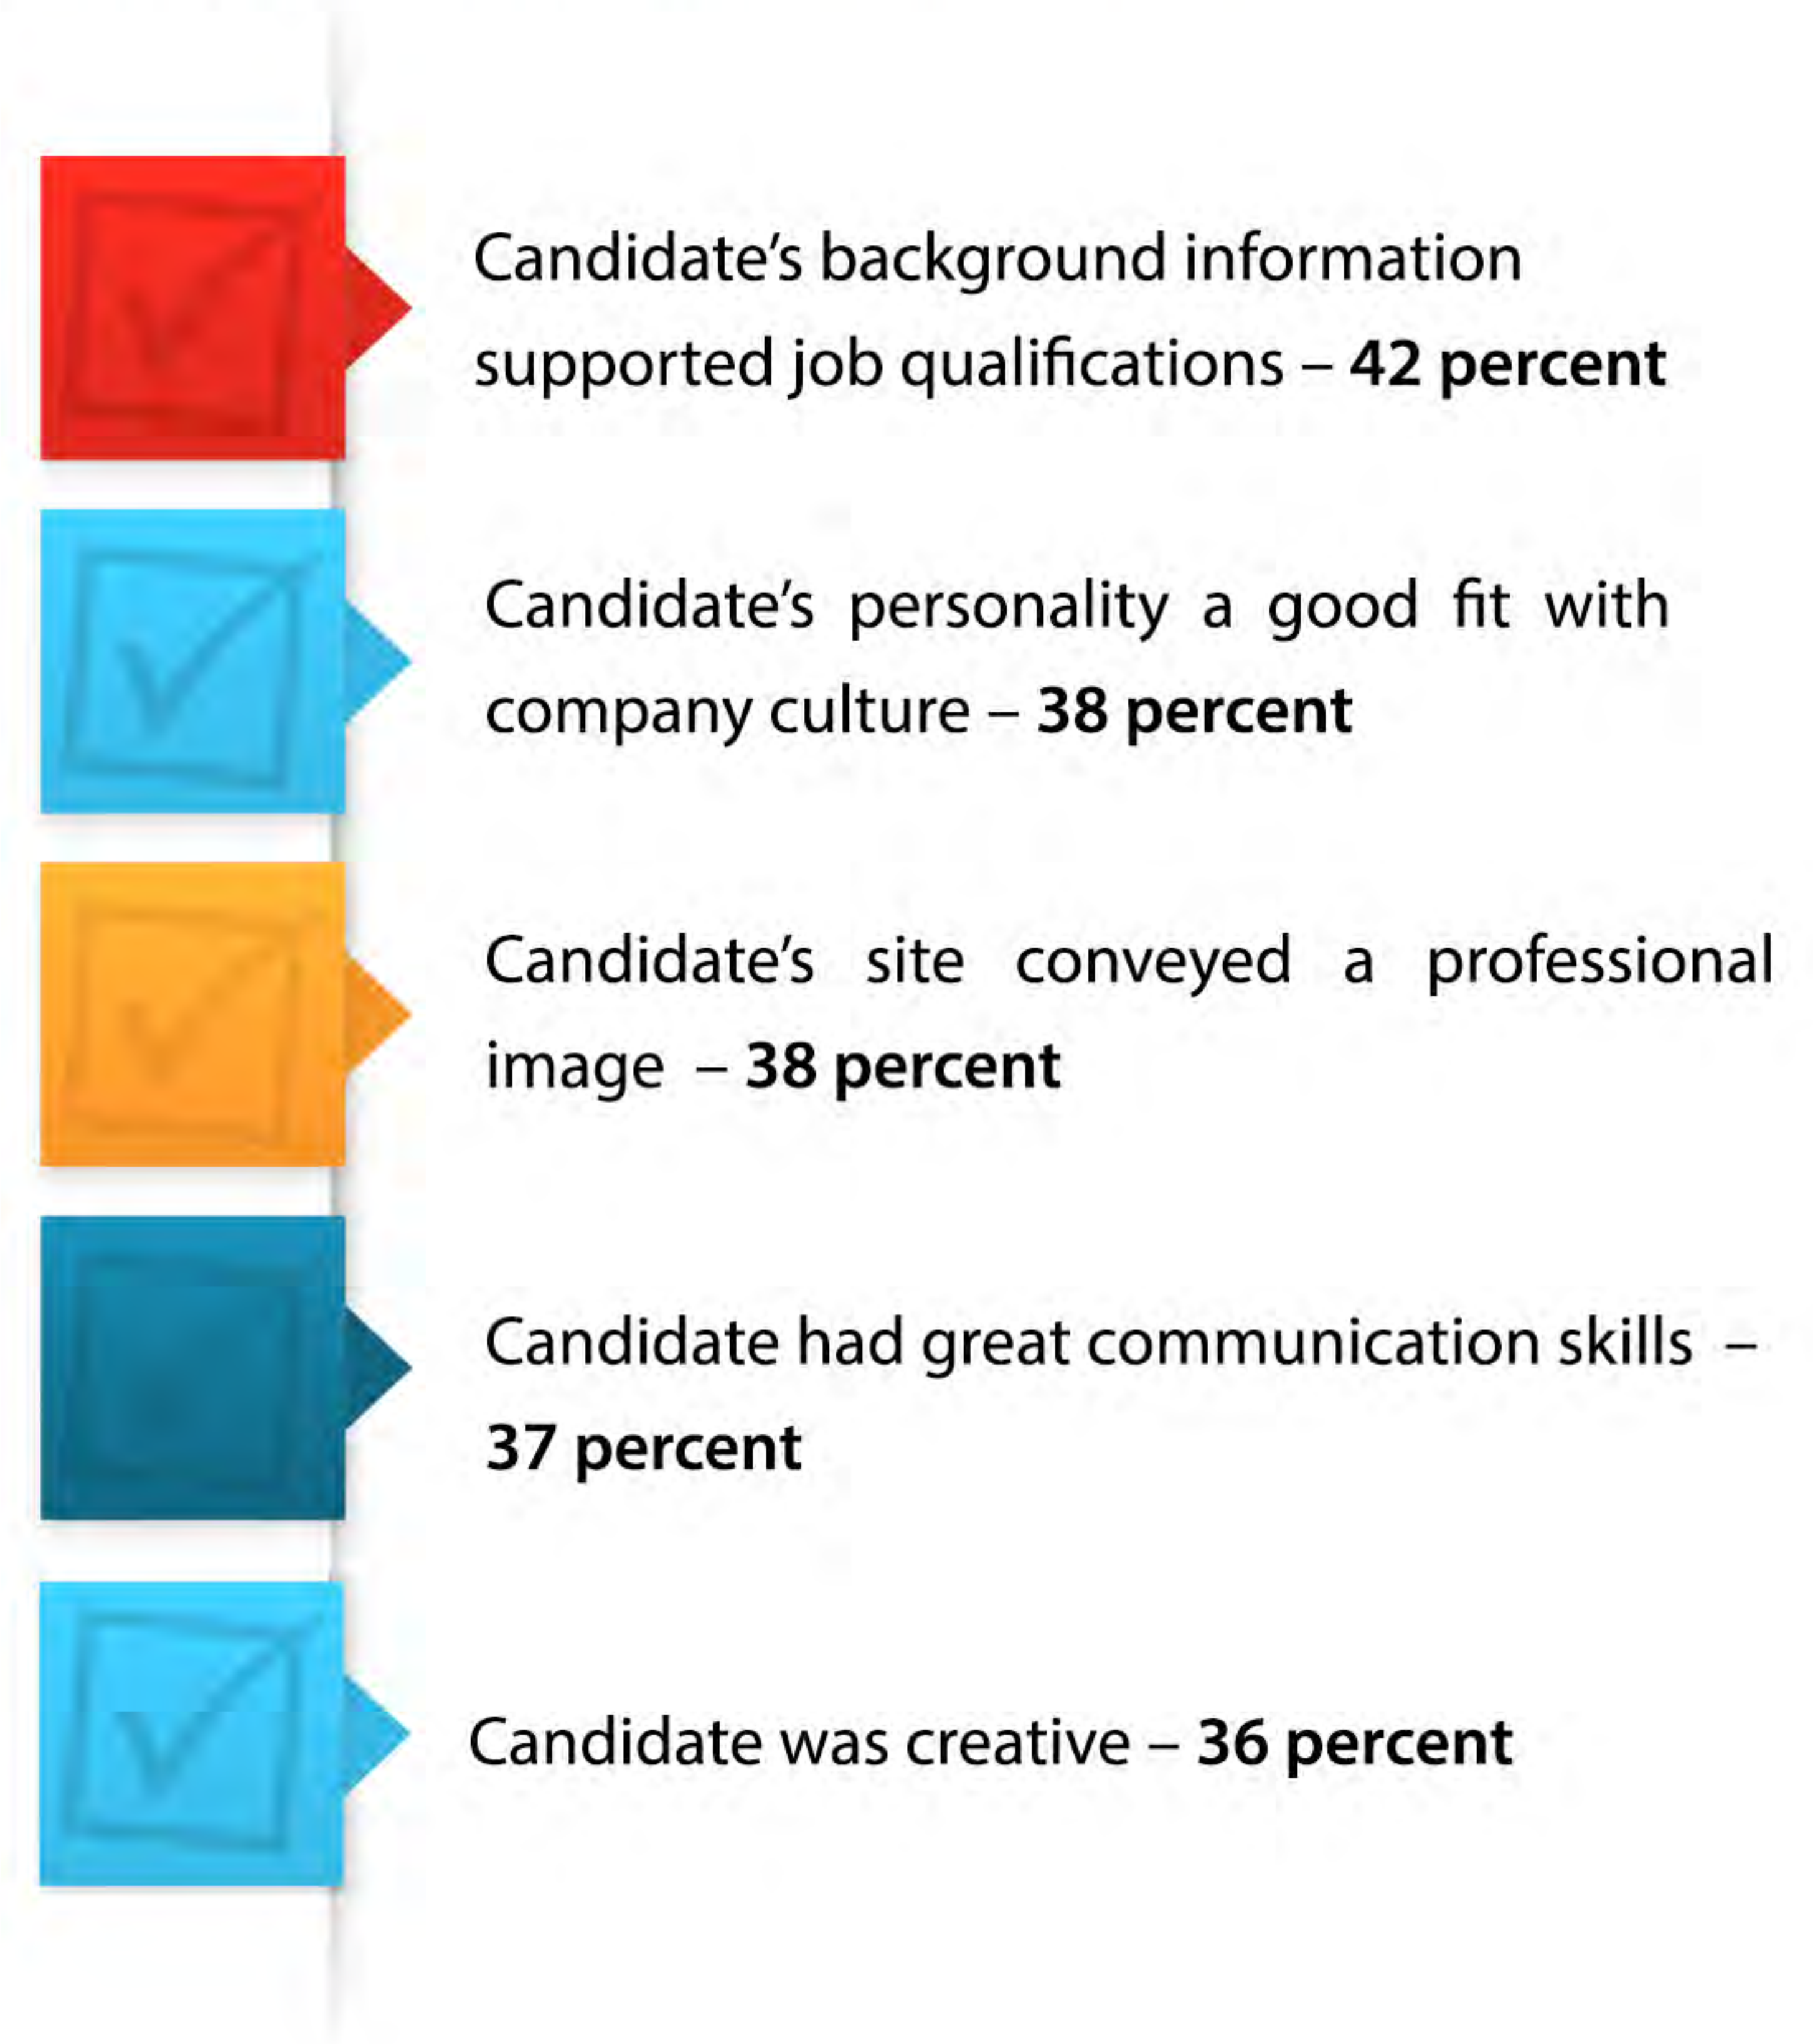 Candidate’s background information
supported job qualifications – 42 percent
Candidate’s personality a good fit with
company culture – 38 percent
Candidate’s site conveyed a professional
image – 38 percent
Candidate had great communication skills –
37 percent
Candidate was creative – 36 percent